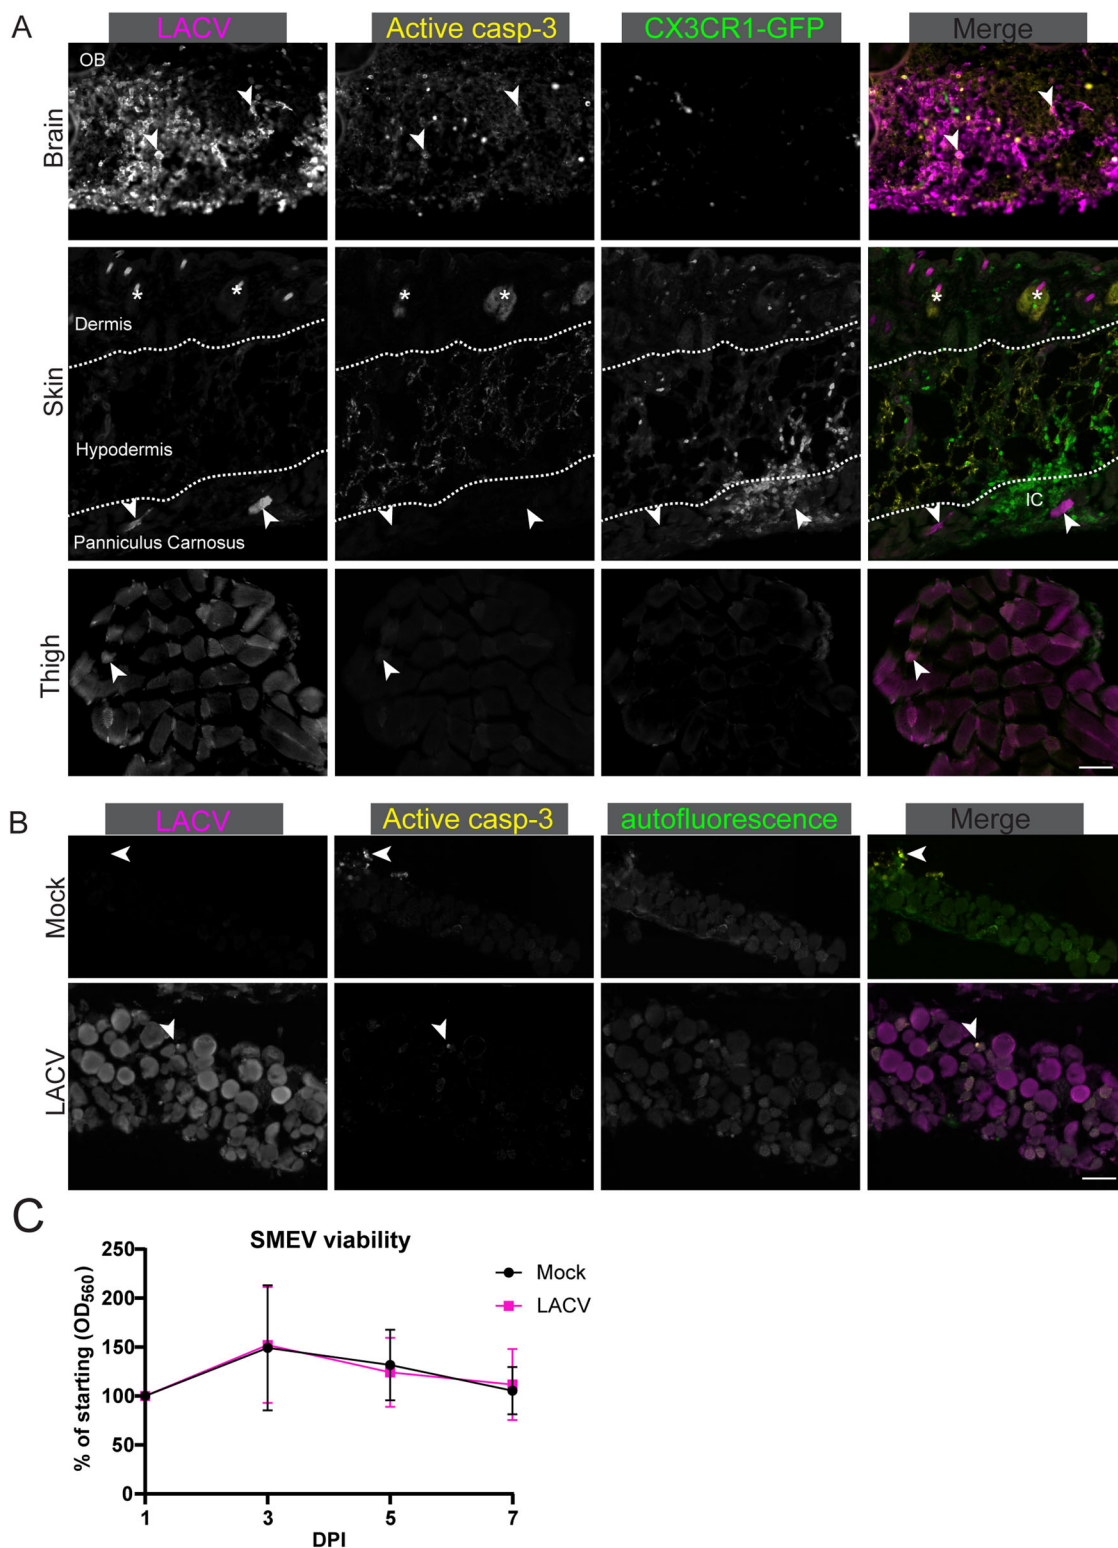 A
LACV
Active casp-3
CX3CR1-GFP
Merge
Brain
OB
Skin
Dermis
*
*
*
*
*
*
Hypodermis
Panniculus Carnosus
IC
Thigh
B
LACV
Active casp-3
autofluorescence
Merge
Mock
LACV
C
SMEV viability
% of starting (OD560)
250
200
150
100
50
0
1
3
5
7
DPI
Mock
LACV